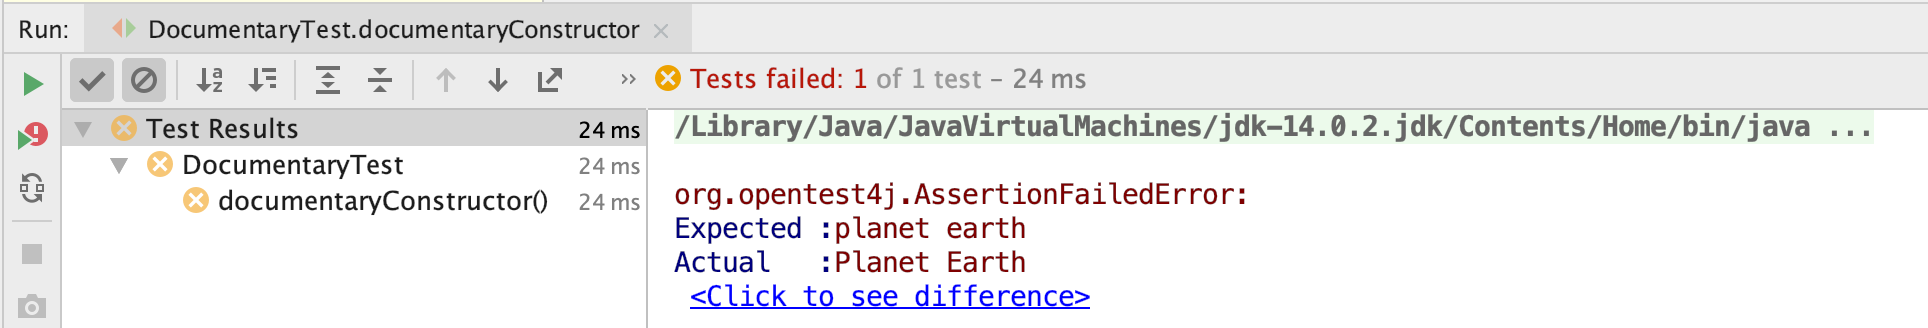 Run: DocumentaryTest.documentaryConstructor
Tests failed: 1 of 1 test – 24 ms
Test Results 24 ms
DocumentaryTest 24 ms
documentaryConstructor() 24 ms
/Library/Java/JavaVirtualMachines/jdk-14.0.2.jdk/Contents/Home/bin/java ...
org.opentest4j.AssertionFailedError:
Expected :planet earth
Actual   :Planet Earth
<Click to see difference>